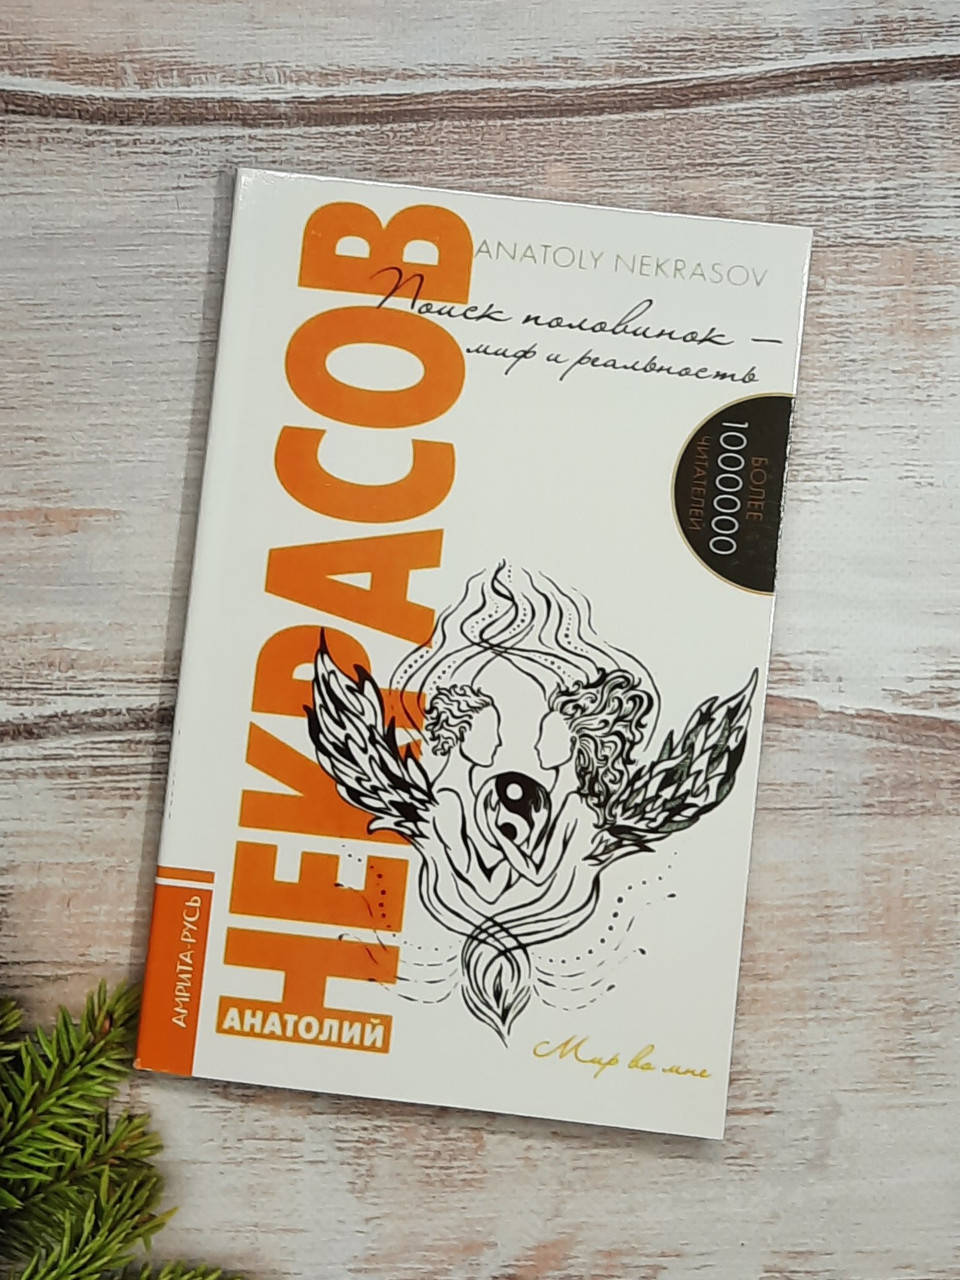 ANATOLY NEKRASOV
Поиск половинок —
миф и реальность
НЕКРАСОВ
АНАТОЛИЙ
БОЛЕЕ
1000000
ЧИТАТЕЛЕЙ
АМРИТА-РУСЬ
Мир во мне